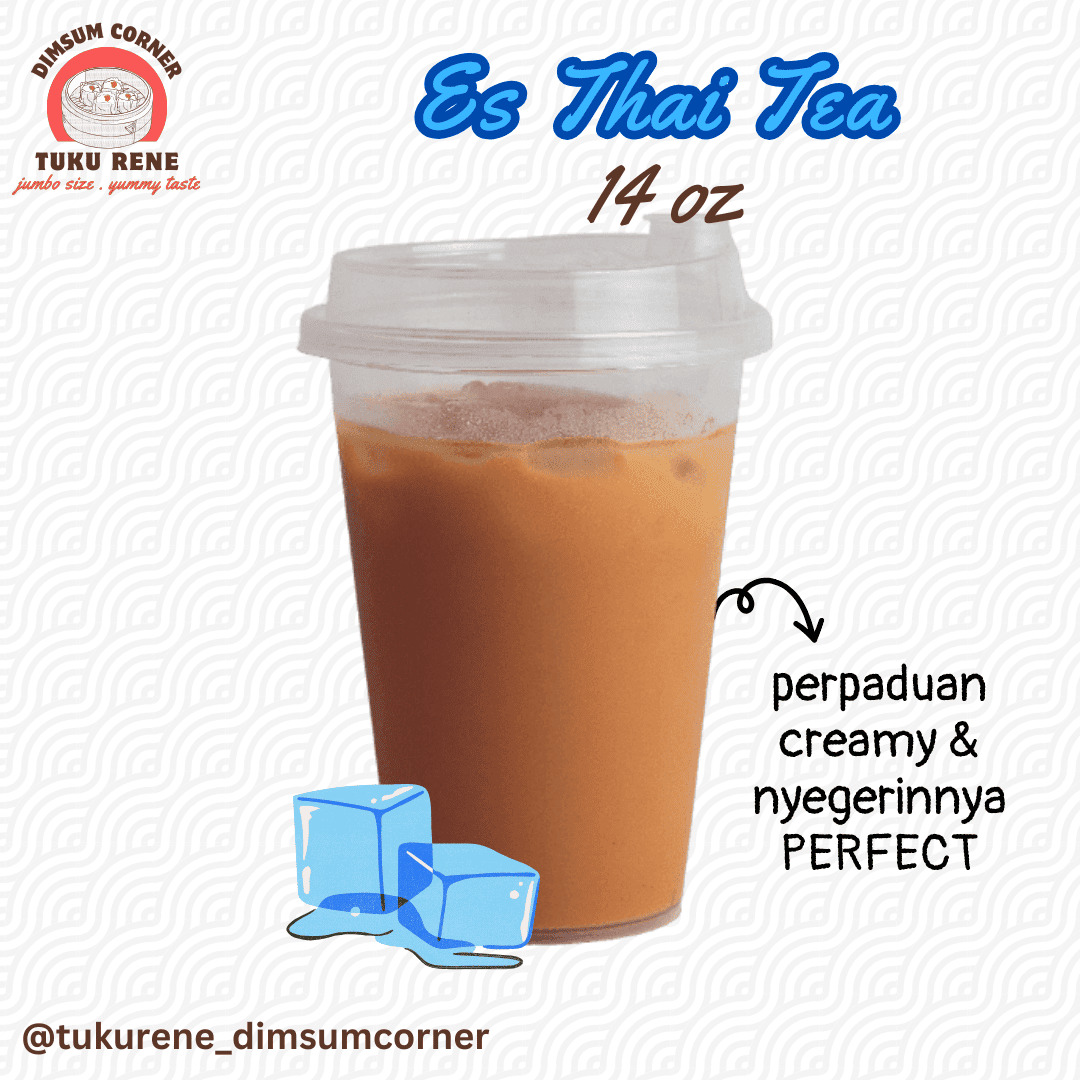 DIMSUM CORNER
TUKU RENE
jumbo size . yummy taste
Es Thai Tea
14 oz
perpaduan
creamy &
nyegerinnya
PERFECT
@tukurene_dimsumcorner